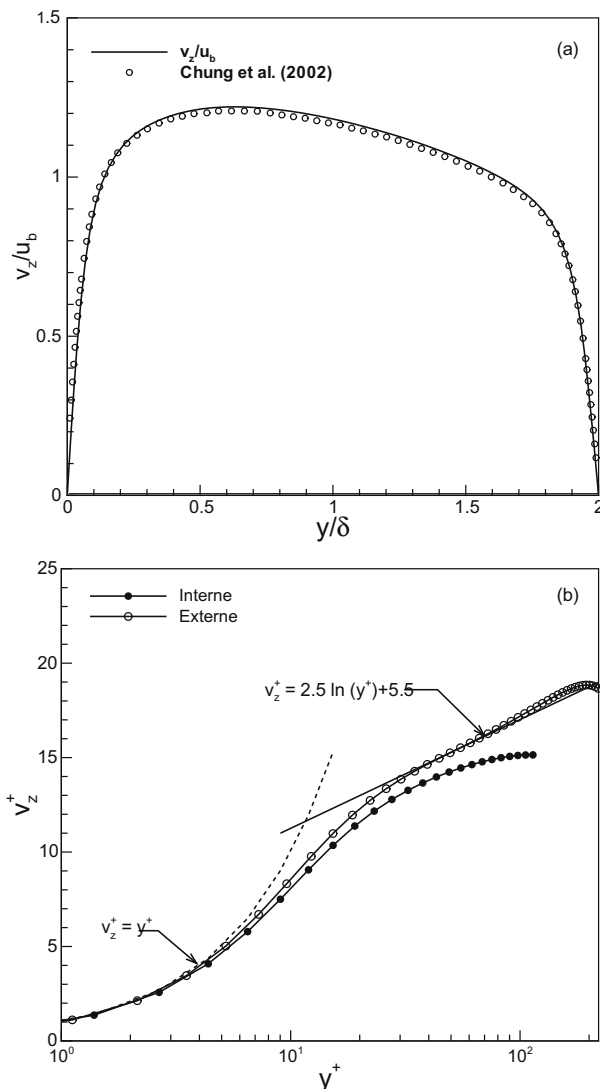 1.5
(a)
v_z/u_b
Chung et al. (2002)
1
v_z/u_b
0.5
0
0
0.5
1
1.5
2
y/δ
25
Interne
(b)
Externe
20
v_z^+ = 2.5 ln (y^+)+5.5
15
v_z^+
10
v_z^+ = y^+
5
0
10^0
10^1
10^2
y^+